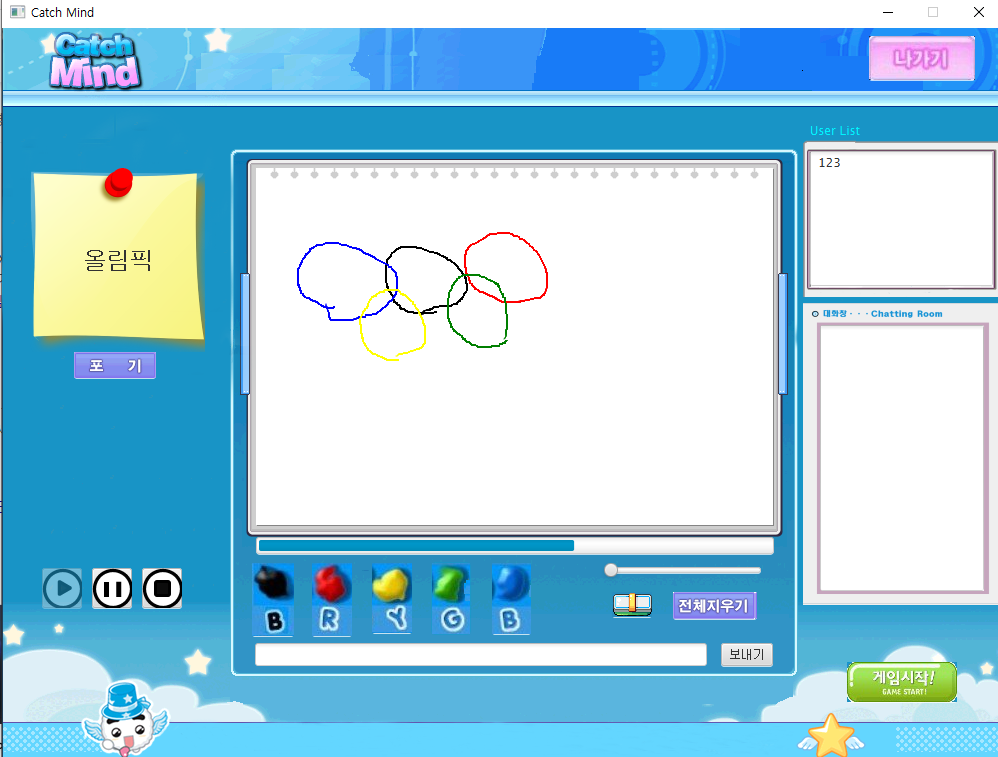 Catch Mind
Catch
Mind
나가기
User List
123
올림픽
포 기
대화창 · · · Chatting Room
B
R
Y
G
B
전체지우기
보내기
게임시작!
GAME START!